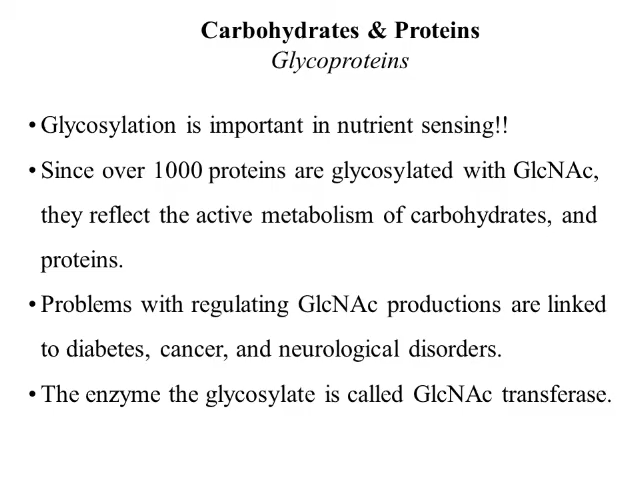 Carbohydrates & Proteins
Glycoproteins
• Glycosylation is important in nutrient sensing!!
• Since over 1000 proteins are glycosylated with GlcNAc,
they reflect the active metabolism of carbohydrates, and
proteins.
• Problems with regulating GlcNAc productions are linked
to diabetes, cancer, and neurological disorders.
• The enzyme the glycosylate is called GlcNAc transferase.